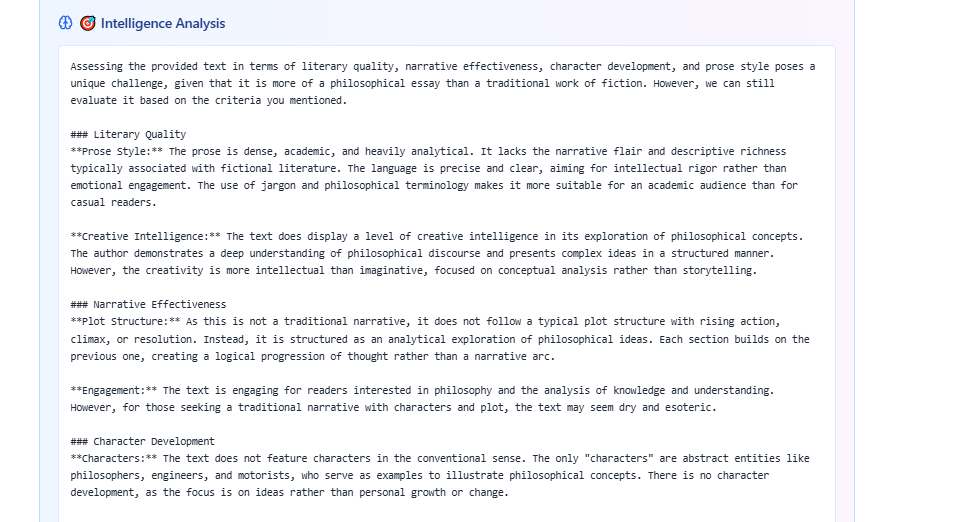 Intelligence Analysis
Assessing the provided text in terms of literary quality, narrative effectiveness, character development, and prose style poses a
unique challenge, given that it is more of a philosophical essay than a traditional work of fiction. However, we can still
evaluate it based on the criteria you mentioned.
### Literary Quality
**Prose Style:** The prose is dense, academic, and heavily analytical. It lacks the narrative flair and descriptive richness
typically associated with fictional literature. The language is precise and clear, aiming for intellectual rigor rather than
emotional engagement. The use of jargon and philosophical terminology makes it more suitable for an academic audience than for
casual readers.
**Creative Intelligence:** The text does display a level of creative intelligence in its exploration of philosophical concepts.
The author demonstrates a deep understanding of philosophical discourse and presents complex ideas in a structured manner.
However, the creativity is more intellectual than imaginative, focused on conceptual analysis rather than storytelling.
### Narrative Effectiveness
**Plot Structure:** As this is not a traditional narrative, it does not follow a typical plot structure with rising action,
climax, or resolution. Instead, it is structured as an analytical exploration of philosophical ideas. Each section builds on the
previous one, creating a logical progression of thought rather than a narrative arc.
**Engagement:** The text is engaging for readers interested in philosophy and the analysis of knowledge and understanding.
However, for those seeking a traditional narrative with characters and plot, the text may seem dry and esoteric.
### Character Development
**Characters:** The text does not feature characters in the conventional sense. The only "characters" are abstract entities like
philosophers, engineers, and motorists, who serve as examples to illustrate philosophical concepts. There is no character
development, as the focus is on ideas rather than personal growth or change.